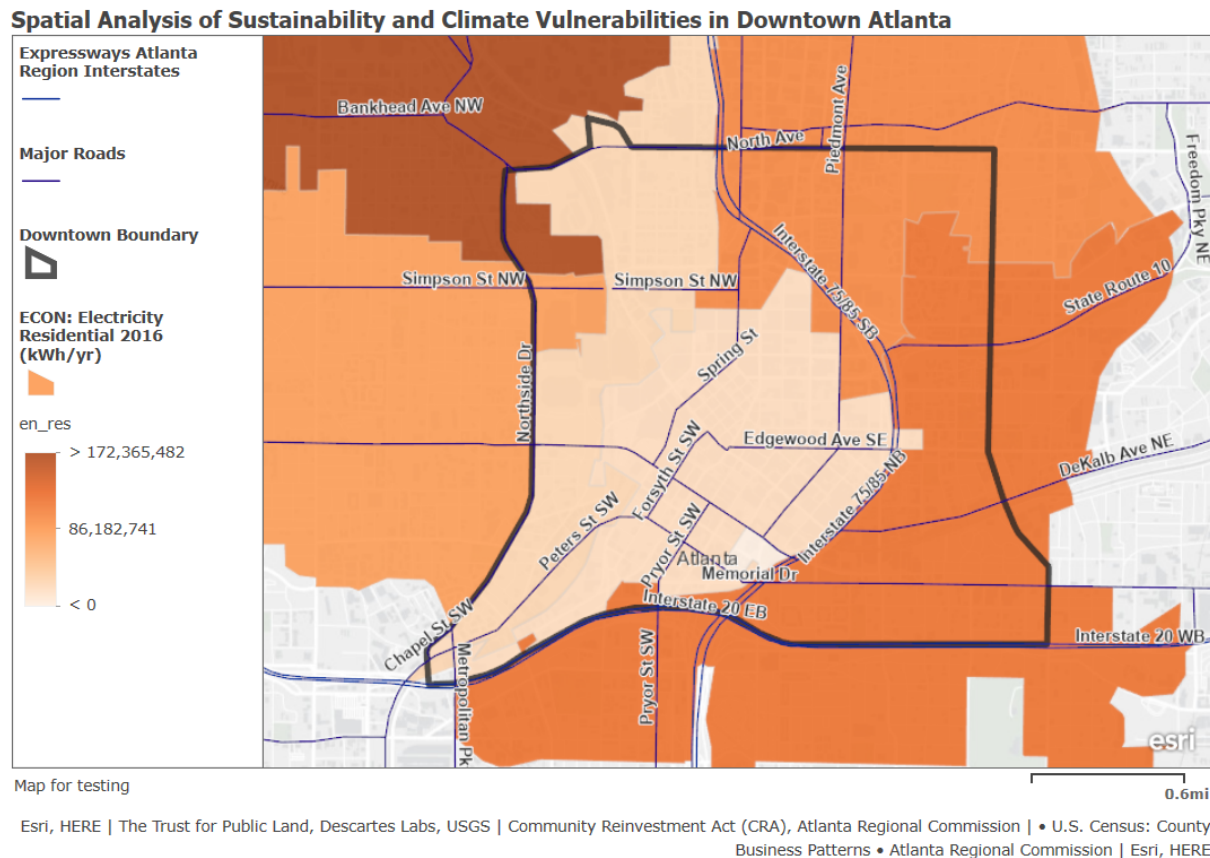 Spatial Analysis of Sustainability and Climate Vulnerabilities in Downtown Atlanta
Expressways Atlanta
Region Interstates
Major Roads
Downtown Boundary
ECON: Electricity
Residential 2016
(kWh/yr)
en_res
> 172,365,482
86,182,741
< 0
Bankhead Ave NW
North Ave
Piedmont Ave
Freedom Pky NE
Simpson St NW
Simpson St NW
Interstate 75/85 SB
State Route 10
Northside Dr
Spring St
Forsyth St SW
Edgewood Ave SE
DeKalb Ave NE
Peters St SW
Pryor St SW
Interstate 75/85 NB
Atlanta
Memorial Dr
Interstate 20 EB
Chapel St SW
Metropolitan Pk
Pryor St SW
Interstate 20 WB
esri
Map for testing
0.6mi
Esri, HERE | The Trust for Public Land, Descartes Labs, USGS | Community Reinvestment Act (CRA), Atlanta Regional Commission | • U.S. Census: County
Business Patterns • Atlanta Regional Commission | Esri, HERE